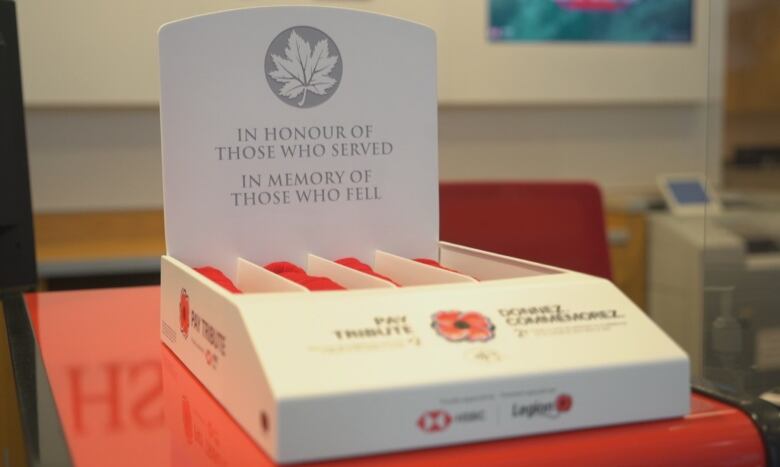 IN HONOUR OF
THOSE WHO SERVED
IN MEMORY OF
THOSE WHO FELL
PAY
TRIBUTE
DONNEZ.
COMMÉMOREZ.
PAY TRIBUTE
HSBC
Legion